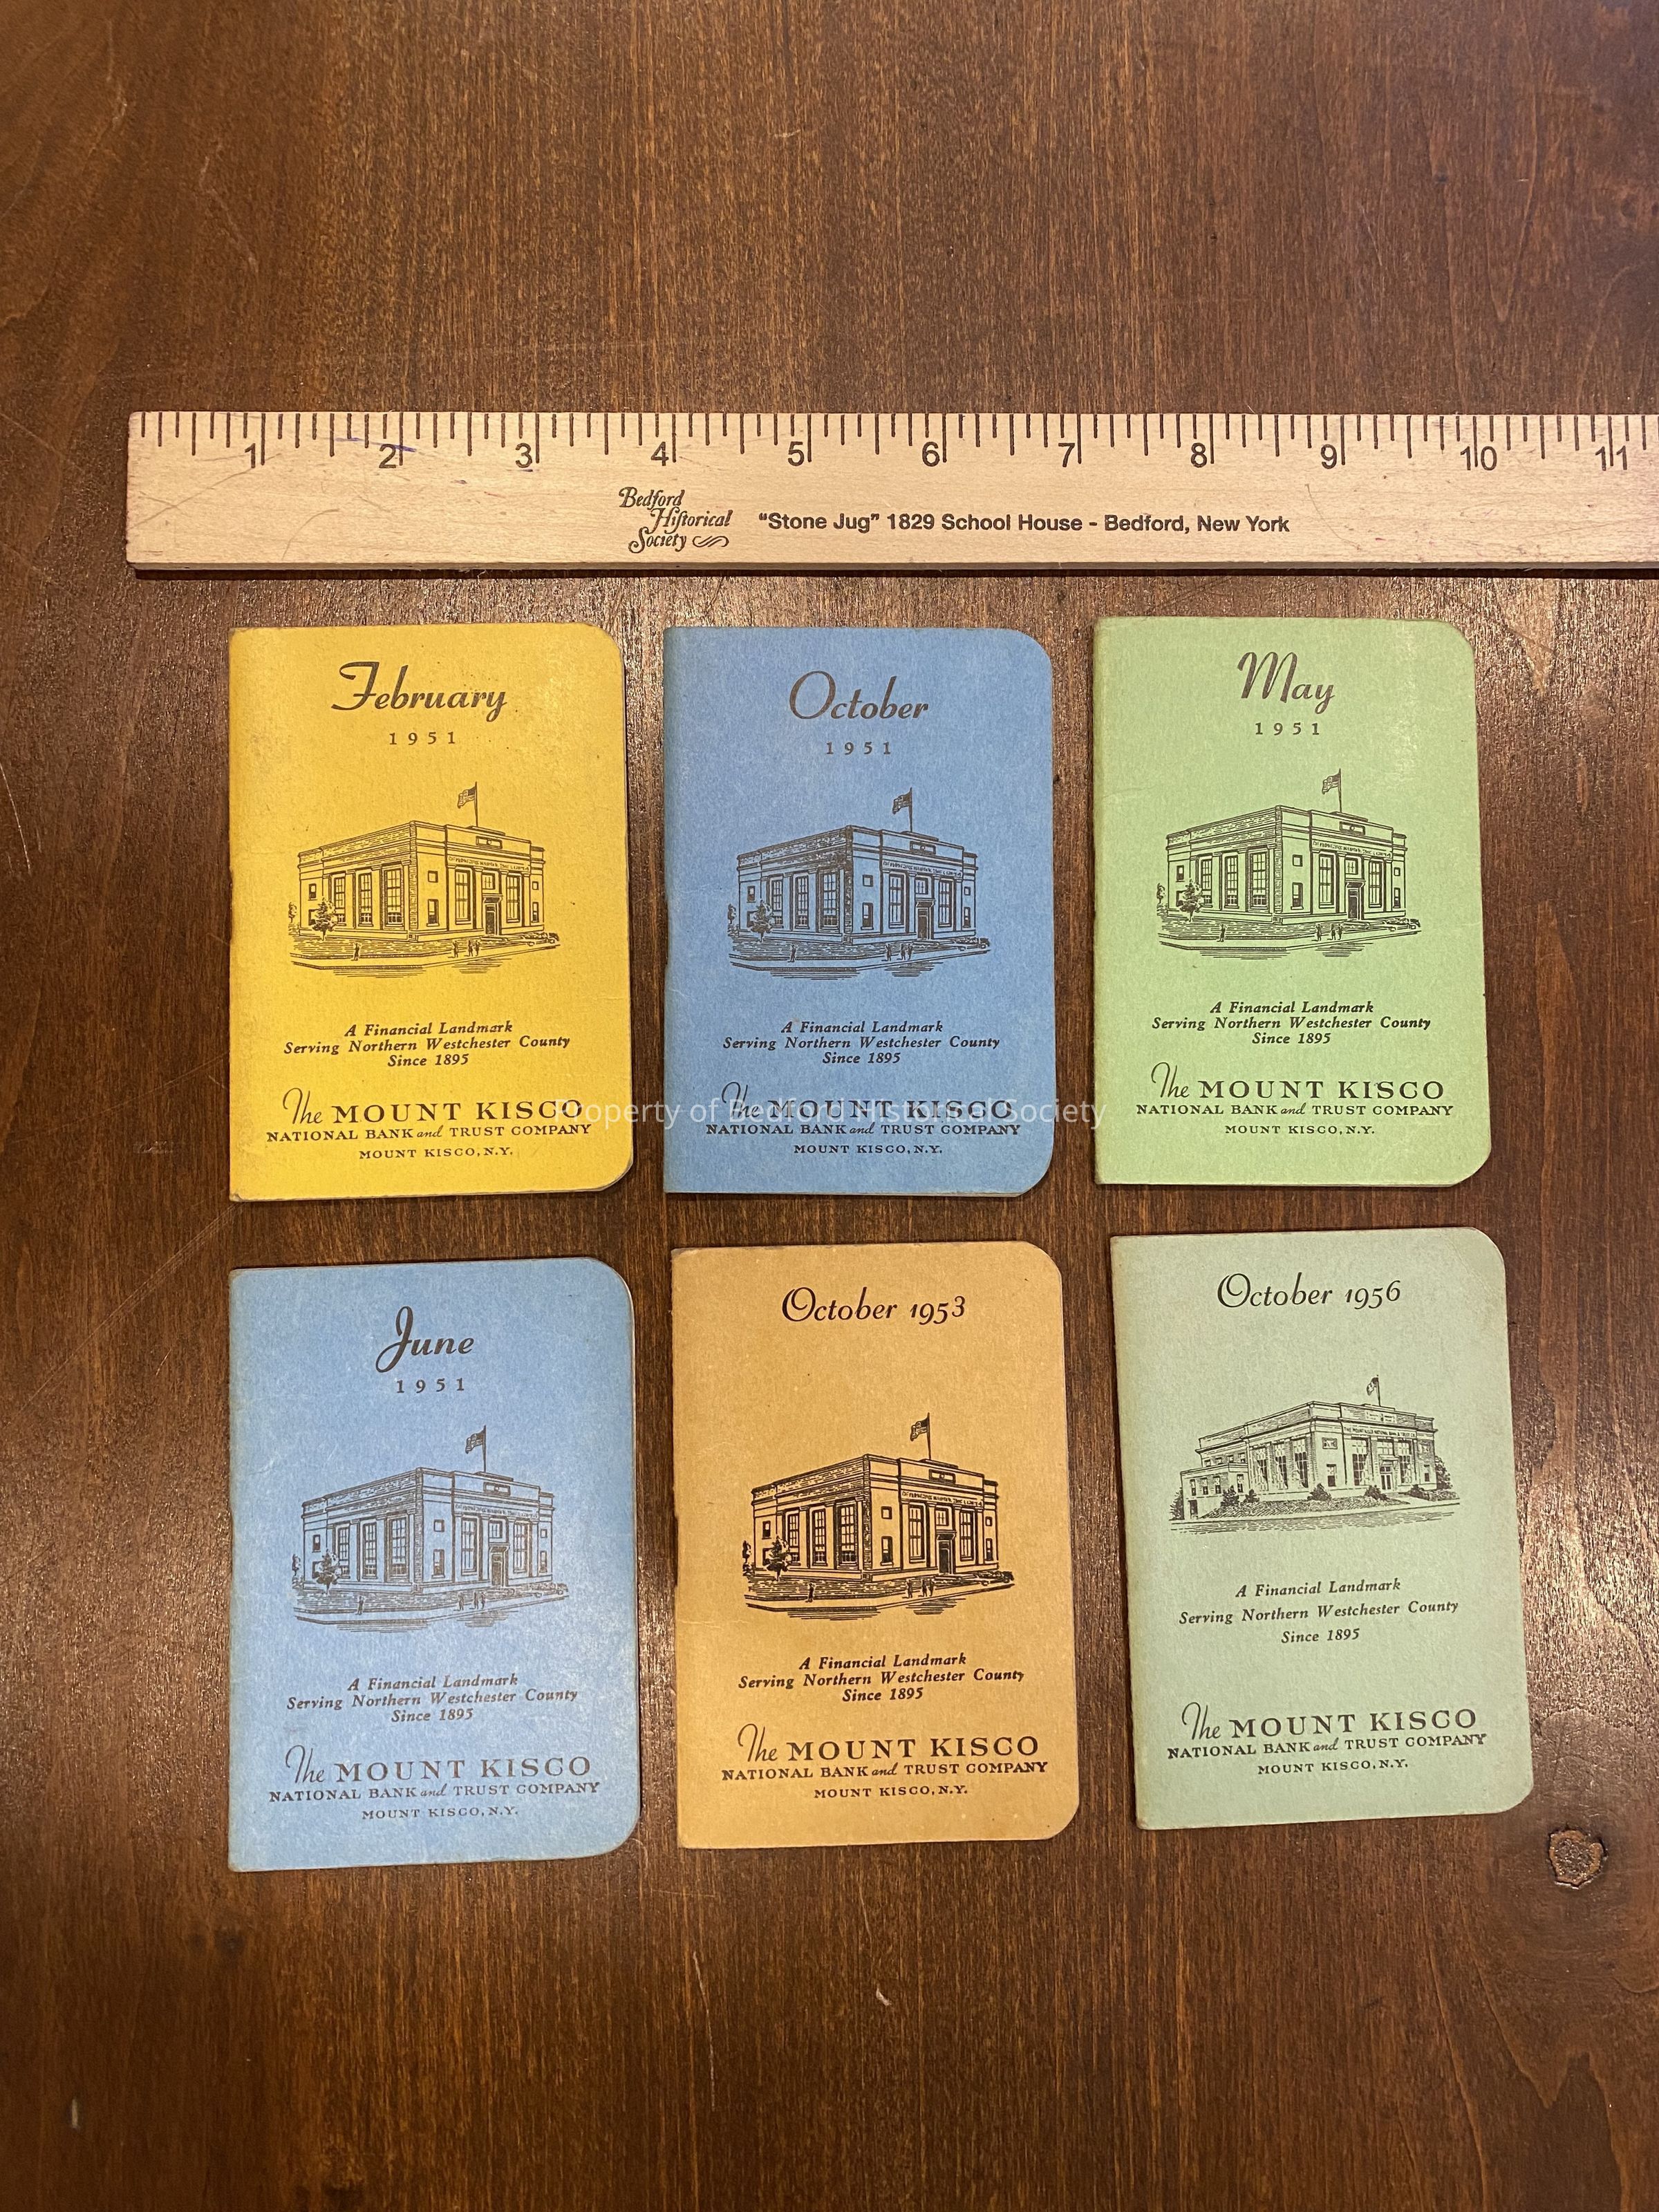 1 2 3 4 5 6 7 8 9 10 11
Bedford
Historical
Society
"Stone Jug" 1829 School House - Bedford, New York
February
1951
A Financial Landmark
Serving Northern Westchester County
Since 1895
The MOUNT KISCO
NATIONAL BANK and TRUST COMPANY
MOUNT KISCO, N.Y.
October
1951
A Financial Landmark
Serving Northern Westchester County
Since 1895
The MOUNT KISCO
NATIONAL BANK and TRUST COMPANY
MOUNT KISCO, N.Y.
May
1951
A Financial Landmark
Serving Northern Westchester County
Since 1895
The MOUNT KISCO
NATIONAL BANK and TRUST COMPANY
MOUNT KISCO, N.Y.
Property of Bedford Historical Society
June
1951
A Financial Landmark
Serving Northern Westchester County
Since 1895
The MOUNT KISCO
NATIONAL BANK and TRUST COMPANY
MOUNT KISCO, N.Y.
October 1953
A Financial Landmark
Serving Northern Westchester County
Since 1895
The MOUNT KISCO
NATIONAL BANK and TRUST COMPANY
MOUNT KISCO, N.Y.
October 1956
A Financial Landmark
Serving Northern Westchester County
Since 1895
The MOUNT KISCO
NATIONAL BANK and TRUST COMPANY
MOUNT KISCO, N.Y.